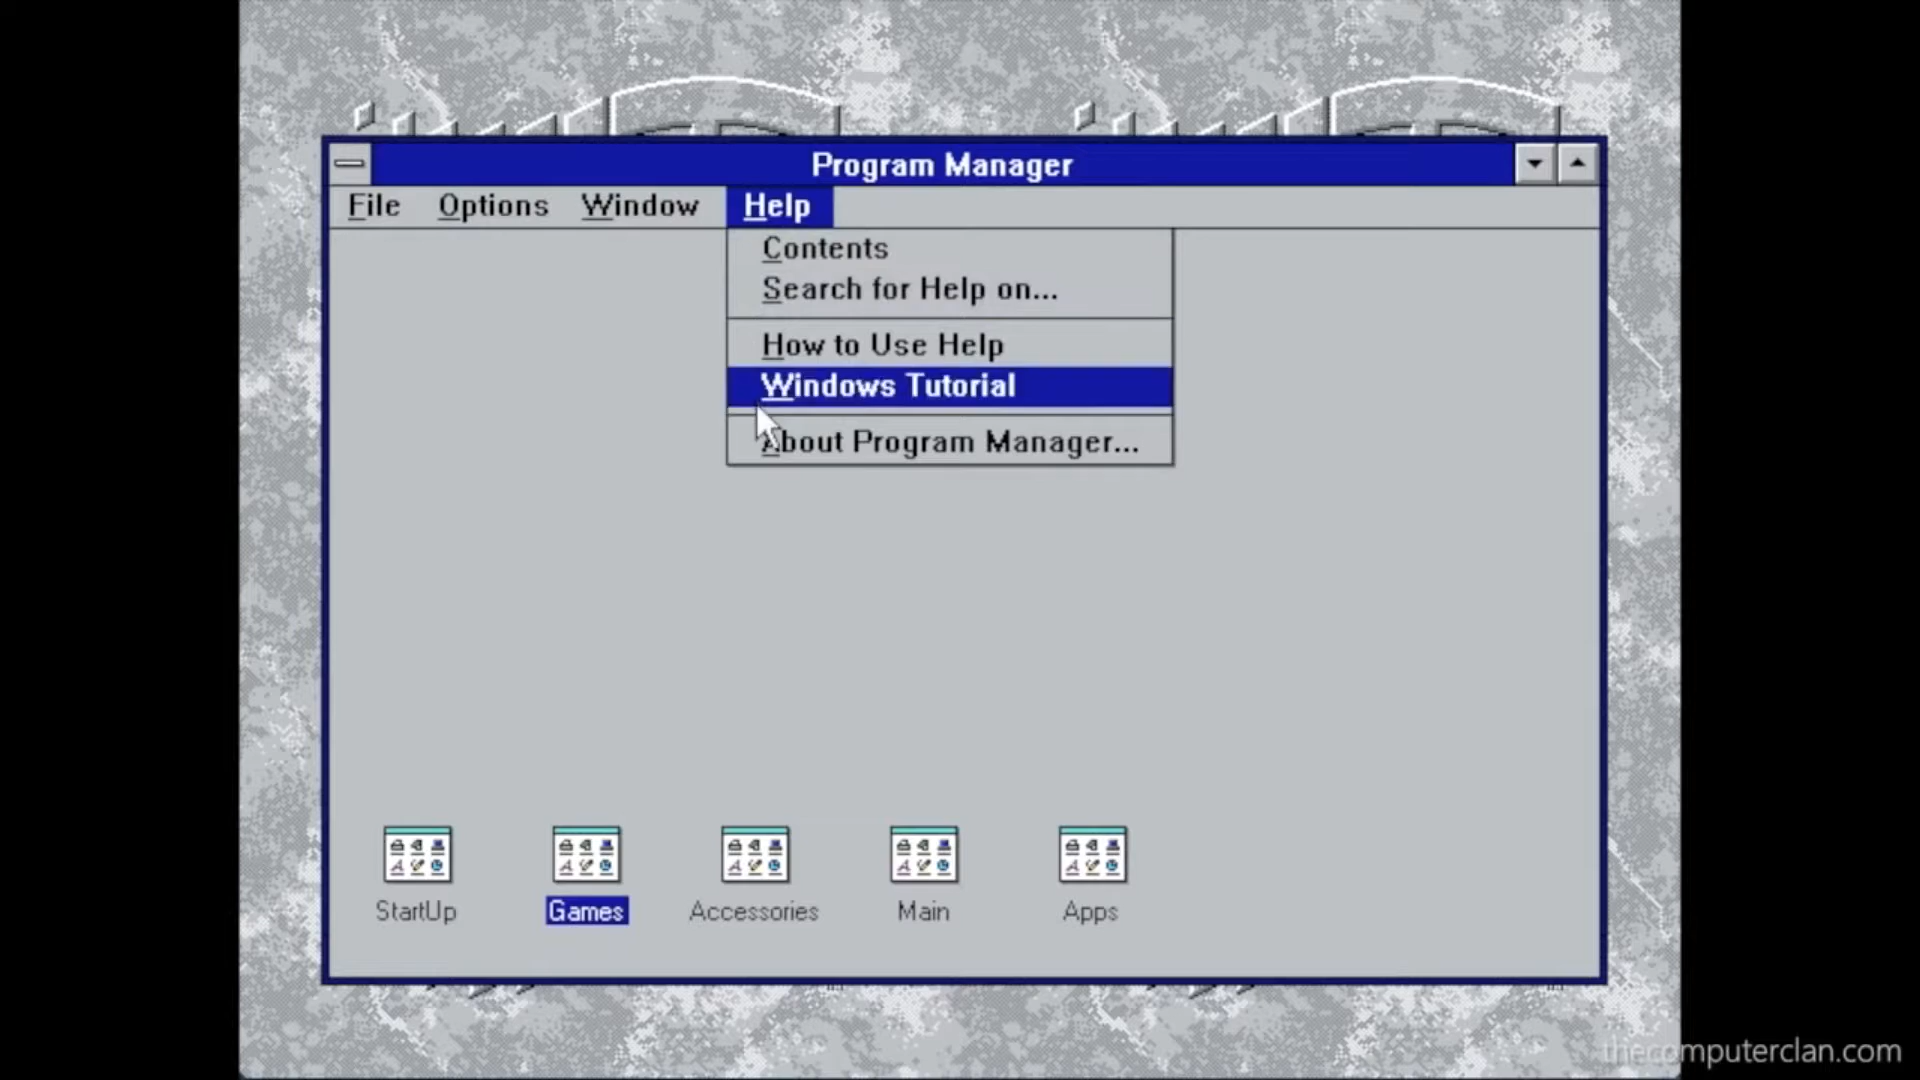 Program Manager
File Options Window Help
Contents
Search for Help on...
How to Use Help
Windows Tutorial
About Program Manager...
StartUp Games Accessories Main Apps
thecomputerclan.com